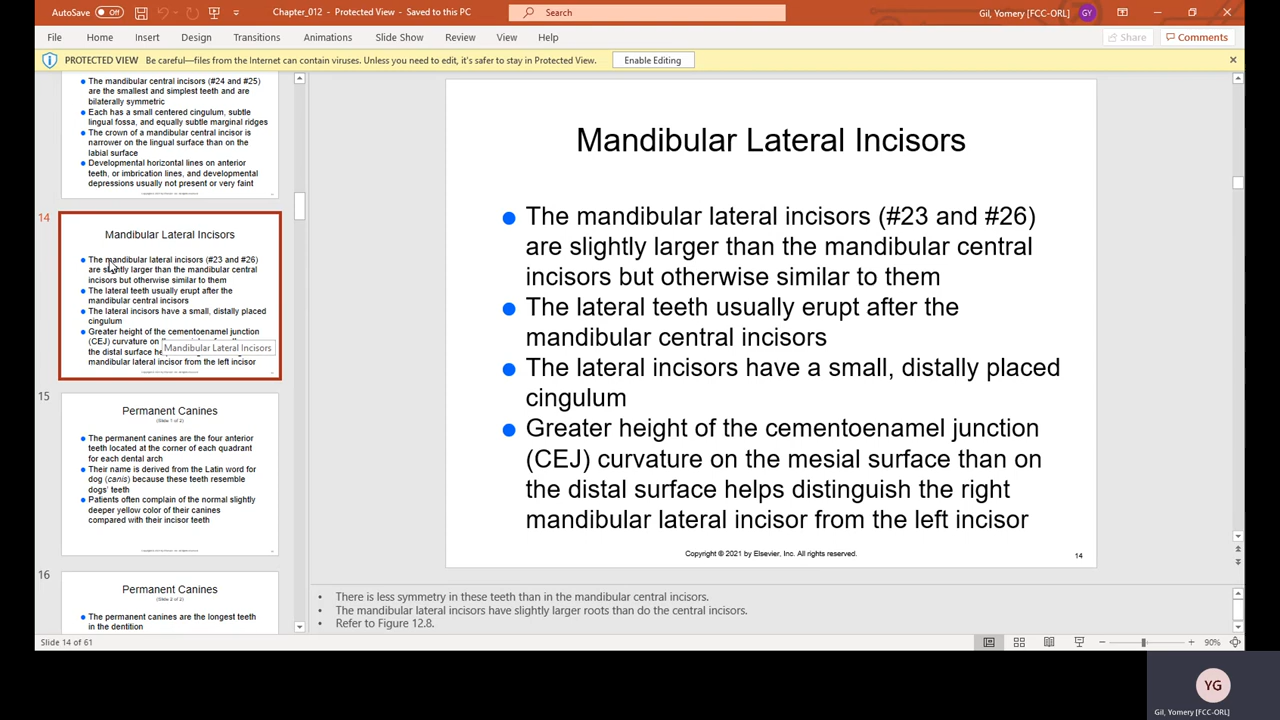 AutoSave Off Chapter_012 - Protected View - Saved to this PC Search Gil, Yomery [FCC-ORL] GY
File Home Insert Design Transitions Animations Slide Show Review View Help Share Comments
PROTECTED VIEW Be careful—files from the Internet can contain viruses. Unless you need to edit, it's safer to stay in Protected View. Enable Editing
The mandibular central incisors (#24 and #25)
are the smallest and simplest teeth and are
bilaterally symmetric
Each has a small centered cingulum, subtle
lingual fossa, and equally subtle marginal ridges
The crown of a mandibular central incisor is
narrower on the lingual surface than on the
labial surface
Developmental horizontal lines on anterior
teeth, or imbrication lines, and developmental
depressions usually not present or very faint
14
Mandibular Lateral Incisors
The mandibular lateral incisors (#23 and #26)
are slightly larger than the mandibular central
incisors but otherwise similar to them
The lateral teeth usually erupt after the
mandibular central incisors
The lateral incisors have a small, distally placed
cingulum
Greater height of the cementoenamel junction
(CEJ) curvature on
the distal surface
Mandibular Lateral Incisors
mandibular lateral incisor from the left incisor
15
Permanent Canines
(Slide 1 of 2)
The permanent canines are the four anterior
teeth located at the corner of each quadrant
for each dental arch
Their name is derived from the Latin word for
dog (canis) because these teeth resemble
dogs' teeth
Patients often complain of the normal slightly
deeper yellow color of their canines
compared with their incisor teeth
16
Permanent Canines
(Slide 2 of 2)
The permanent canines are the longest teeth
in the dentition
Mandibular Lateral Incisors
The mandibular lateral incisors (#23 and #26)
are slightly larger than the mandibular central
incisors but otherwise similar to them
The lateral teeth usually erupt after the
mandibular central incisors
The lateral incisors have a small, distally placed
cingulum
Greater height of the cementoenamel junction
(CEJ) curvature on the mesial surface than on
the distal surface helps distinguish the right
mandibular lateral incisor from the left incisor
Copyright © 2021 by Elsevier, Inc. All rights reserved.
14
There is less symmetry in these teeth than in the mandibular central incisors.
The mandibular lateral incisors have slightly larger roots than do the central incisors.
Refer to Figure 12.8.
Slide 14 of 61 90%
YG
Gil, Yomery [FCC-ORL]